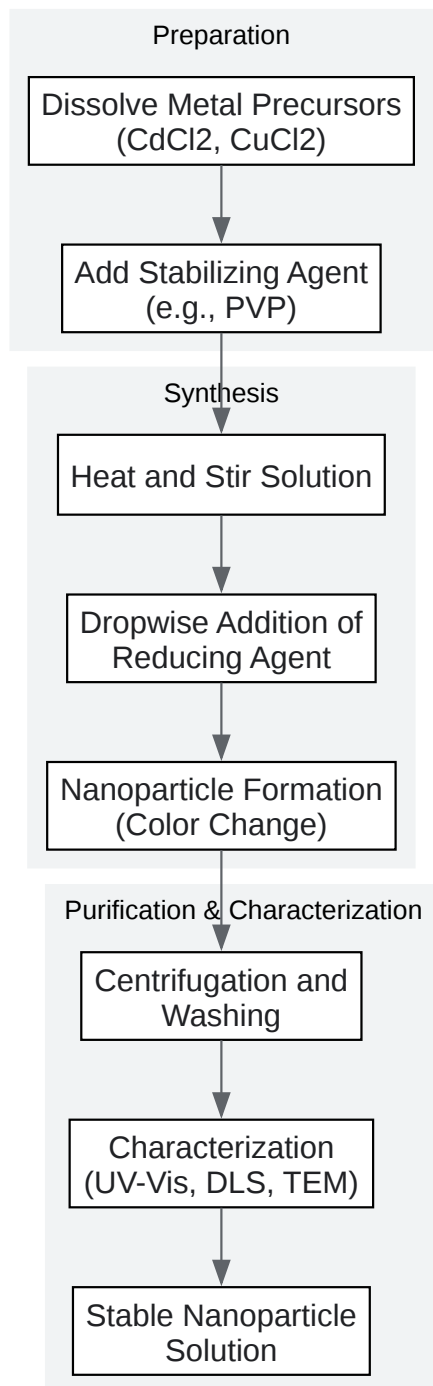 Preparation
Dissolve Metal Precursors
(CdCl2, CuCl2)
Add Stabilizing Agent
(e.g., PVP)
Synthesis
Heat and Stir Solution
Dropwise Addition of
Reducing Agent
Nanoparticle Formation
(Color Change)
Purification & Characterization
Centrifugation and
Washing
Characterization
(UV-Vis, DLS, TEM)
Stable Nanoparticle
Solution